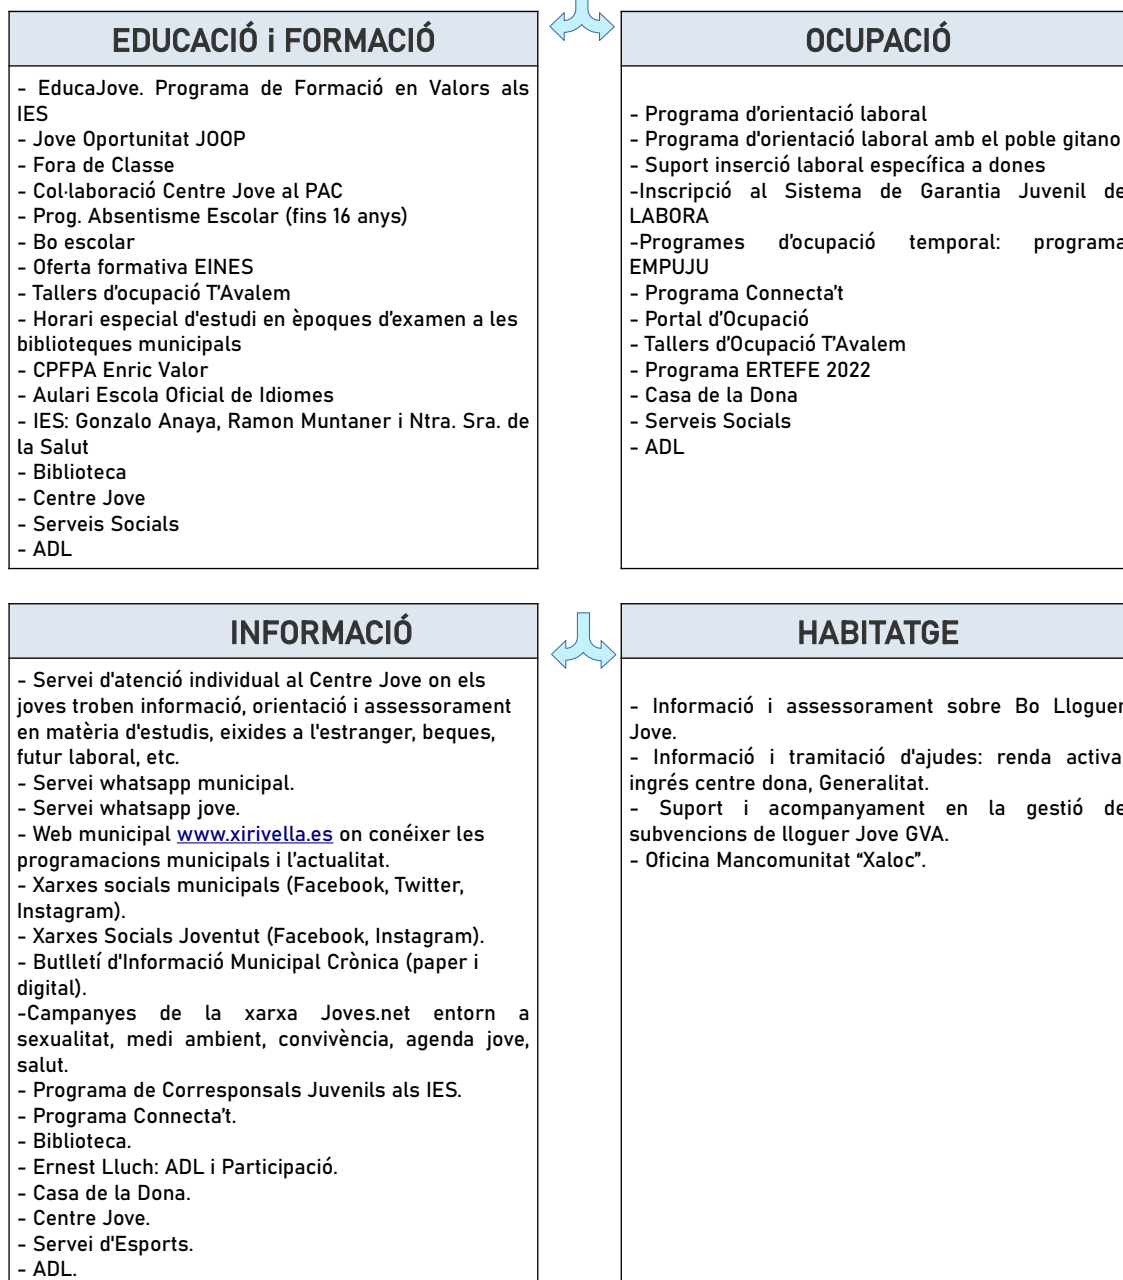 EDUCACIÓ i FORMACIÓ
- EducaJove. Programa de Formació en Valors als
IES
- Jove Oportunitat JOOP
- Fora de Classe
- Col·laboració Centre Jove al PAC
- Prog. Absentisme Escolar (fins 16 anys)
- Bo escolar
- Oferta formativa EINES
- Tallers d’ocupació T’Avalem
- Horari especial d'estudi en èpoques d’examen a les
biblioteques municipals
- CPFPA Enric Valor
- Aulari Escola Oficial de Idiomes
- IES: Gonzalo Anaya, Ramon Muntaner i Ntra. Sra. de
la Salut
- Biblioteca
- Centre Jove
- Serveis Socials
- ADL
OCUPACIÓ
- Programa d’orientació laboral
- Programa d'orientació laboral amb el poble gitano
- Suport inserció laboral específica a dones
-Inscripció al Sistema de Garantia Juvenil de
LABORA
-Programes d’ocupació temporal: programa
EMPUJU
- Programa Connecta’t
- Portal d’Ocupació
- Tallers d’Ocupació T’Avalem
- Programa ERTEFE 2022
- Casa de la Dona
- Serveis Socials
- ADL
INFORMACIÓ
- Servei d'atenció individual al Centre Jove on els
joves troben informació, orientació i assessorament
en matèria d'estudis, eixides a l'estranger, beques,
futur laboral, etc.
- Servei whatsapp municipal.
- Servei whatsapp jove.
- Web municipal www.xirivella.es on conéixer les
programacions municipals i l’actualitat.
- Xarxes socials municipals (Facebook, Twitter,
Instagram).
- Xarxes Socials Joventut (Facebook, Instagram).
- Butlletí d'Informació Municipal Crònica (paper i
digital).
-Campanyes de la xarxa Joves.net entorn a
sexualitat, medi ambient, convivència, agenda jove,
salut.
- Programa de Corresponsals Juvenils als IES.
- Programa Connecta’t.
- Biblioteca.
- Ernest Lluch: ADL i Participació.
- Casa de la Dona.
- Centre Jove.
- Servei d'Esports.
- ADL.
HABITATGE
- Informació i assessorament sobre Bo Lloguer
Jove.
- Informació i tramitació d'ajudes: renda activa
ingrés centre dona, Generalitat.
- Suport i acompanyament en la gestió de
subvencions de lloguer Jove GVA.
- Oficina Mancomunitat “Xaloc”.